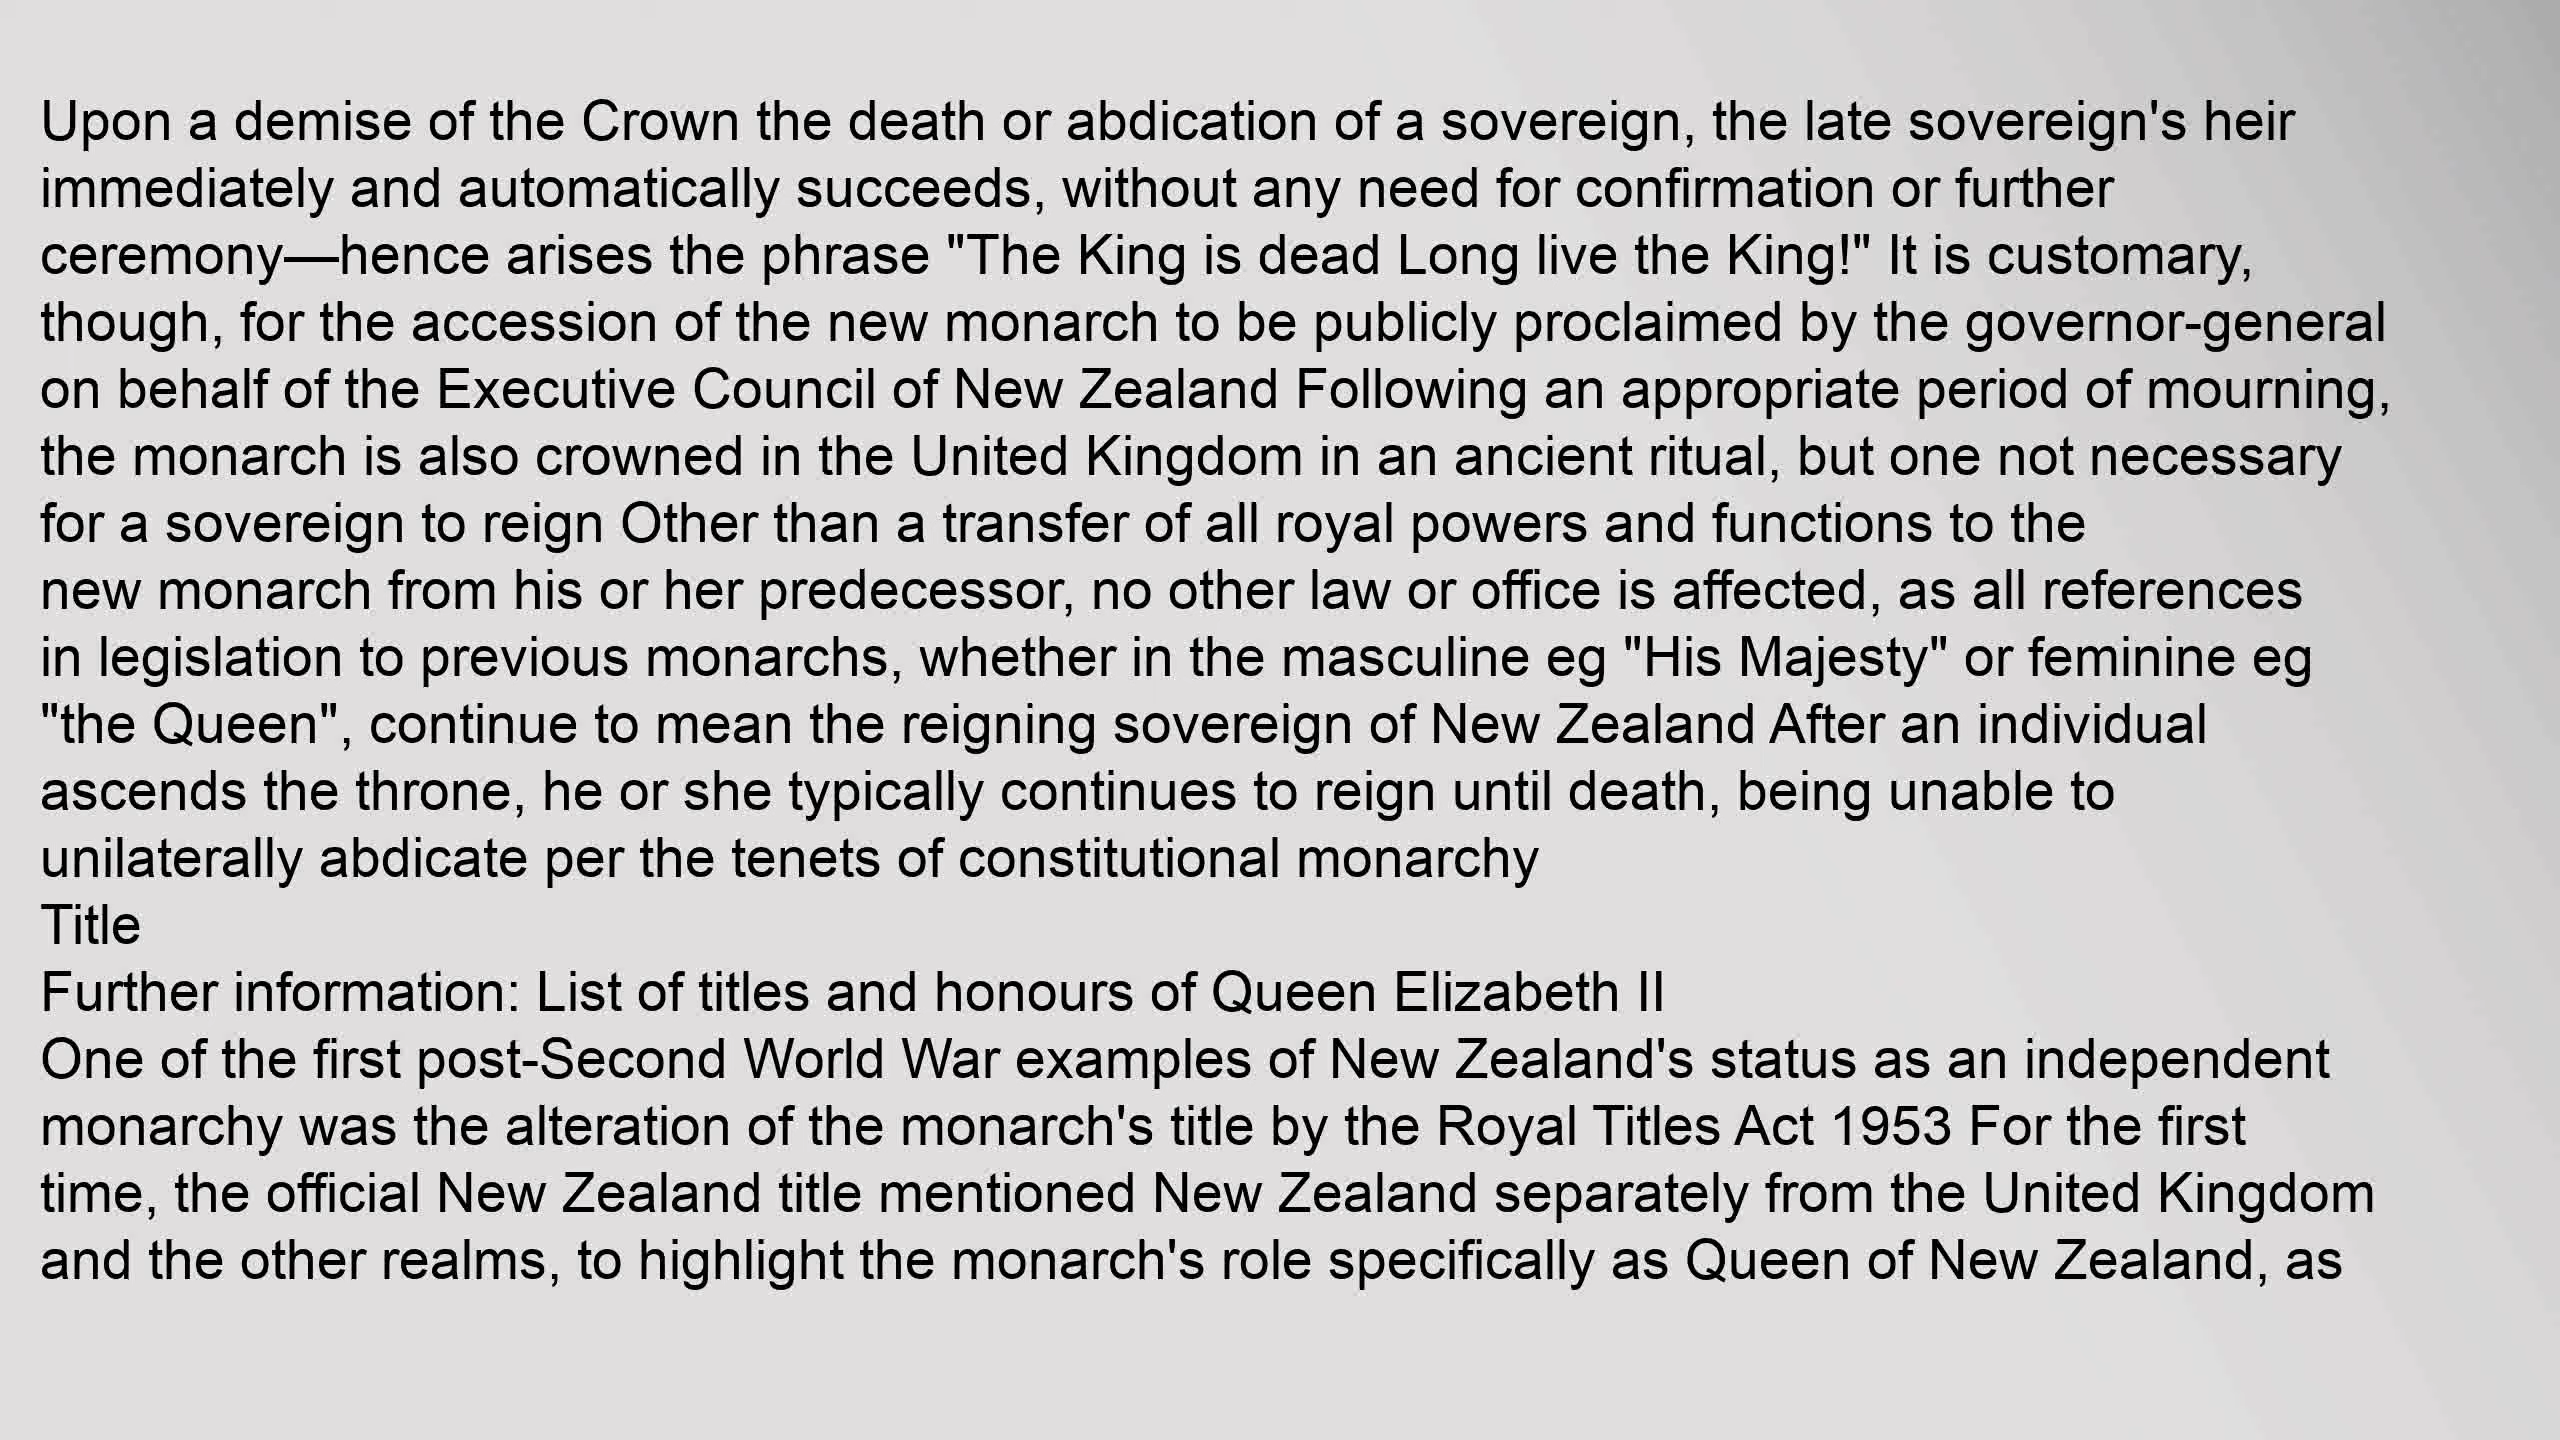 Upon a demise of the Crown the death or abdication of a sovereign, the late sovereign's heir
immediately and automatically succeeds, without any need for confirmation or further
ceremony—hence arises the phrase "The King is dead Long live the King!" It is customary,
though, for the accession of the new monarch to be publicly proclaimed by the governor-general
on behalf of the Executive Council of New Zealand Following an appropriate period of mourning,
the monarch is also crowned in the United Kingdom in an ancient ritual, but one not necessary
for a sovereign to reign Other than a transfer of all royal powers and functions to the
new monarch from his or her predecessor, no other law or office is affected, as all references
in legislation to previous monarchs, whether in the masculine eg "His Majesty" or feminine eg
"the Queen", continue to mean the reigning sovereign of New Zealand After an individual
ascends the throne, he or she typically continues to reign until death, being unable to
unilaterally abdicate per the tenets of constitutional monarchy
Title
Further information: List of titles and honours of Queen Elizabeth II
One of the first post-Second World War examples of New Zealand's status as an independent
monarchy was the alteration of the monarch's title by the Royal Titles Act 1953 For the first
time, the official New Zealand title mentioned New Zealand separately from the United Kingdom
and the other realms, to highlight the monarch's role specifically as Queen of New Zealand, as